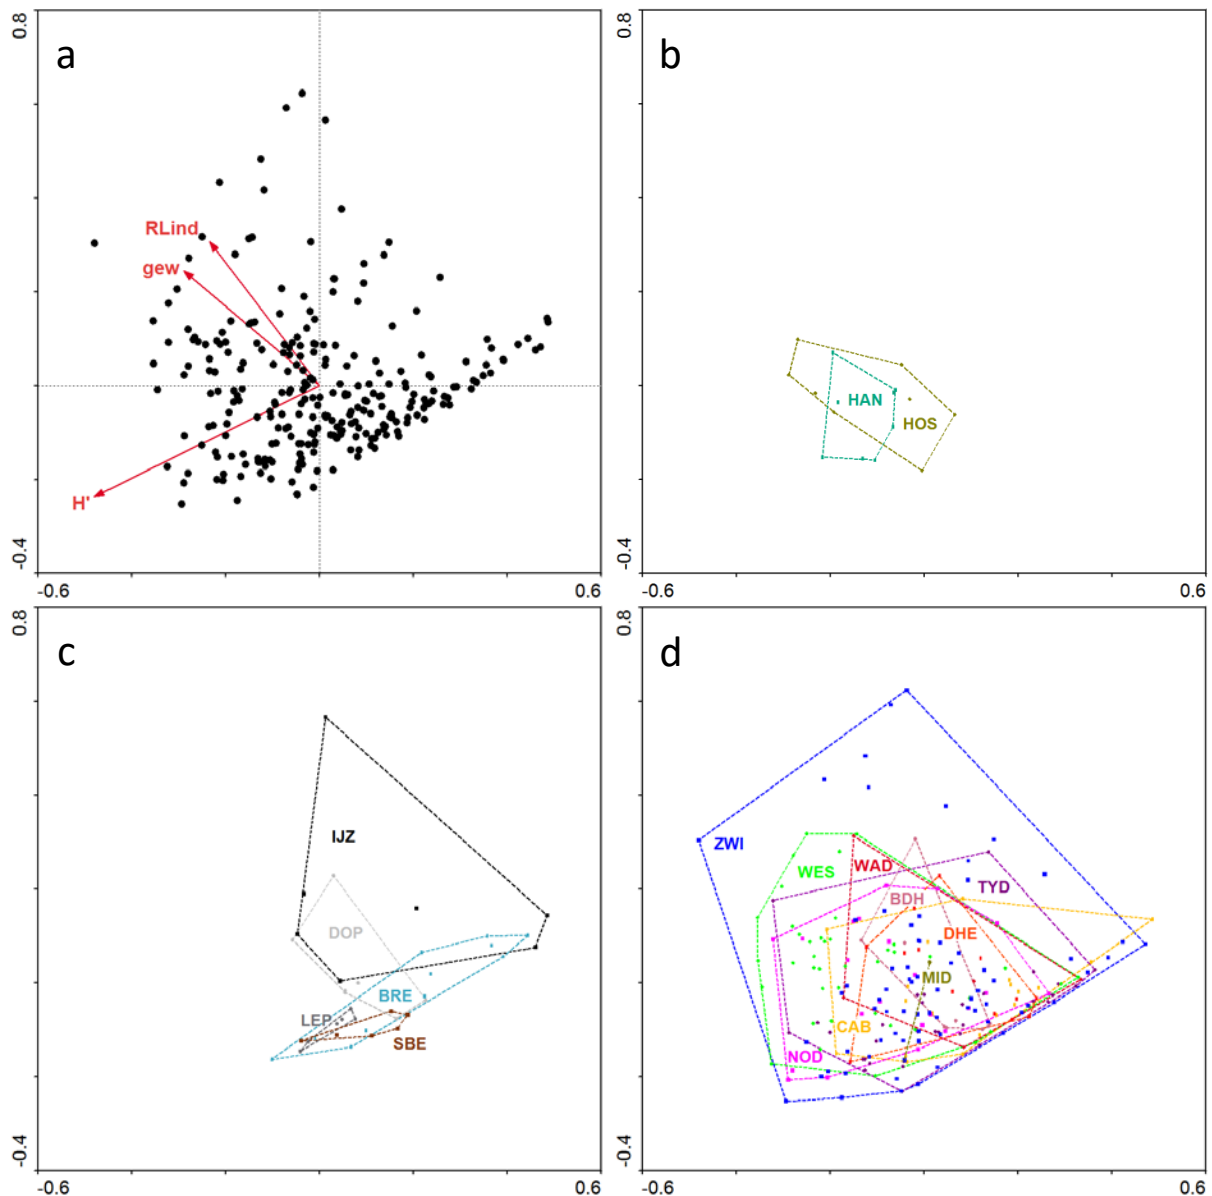 a
0.8
-0.4
-0.6
0.6
RLind
gew
H'
b
0.8
-0.4
-0.6
0.6
HAN
HOS
c
0.8
-0.4
-0.6
0.6
IJZ
DOP
BRE
LEP
SBE
d
0.8
-0.4
-0.6
0.6
ZWI
WES
WAD
TYD
BDH
DHE
MID
CAB
NOD